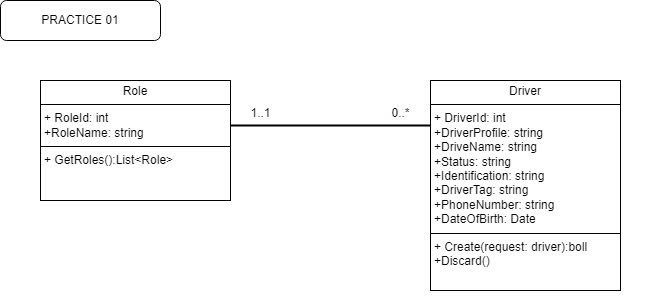 PRACTICE 01
Role
+ RoleId: int
+RoleName: string
+ GetRoles():List<Role>
1..1
0..*
Driver
+ DriverId: int
+DriverProfile: string
+DriveName: string
+Status: string
+Identification: string
+DriverTag: string
+PhoneNumber: string
+DateOfBirth: Date
+ Create(request: driver):boll
+Discard()